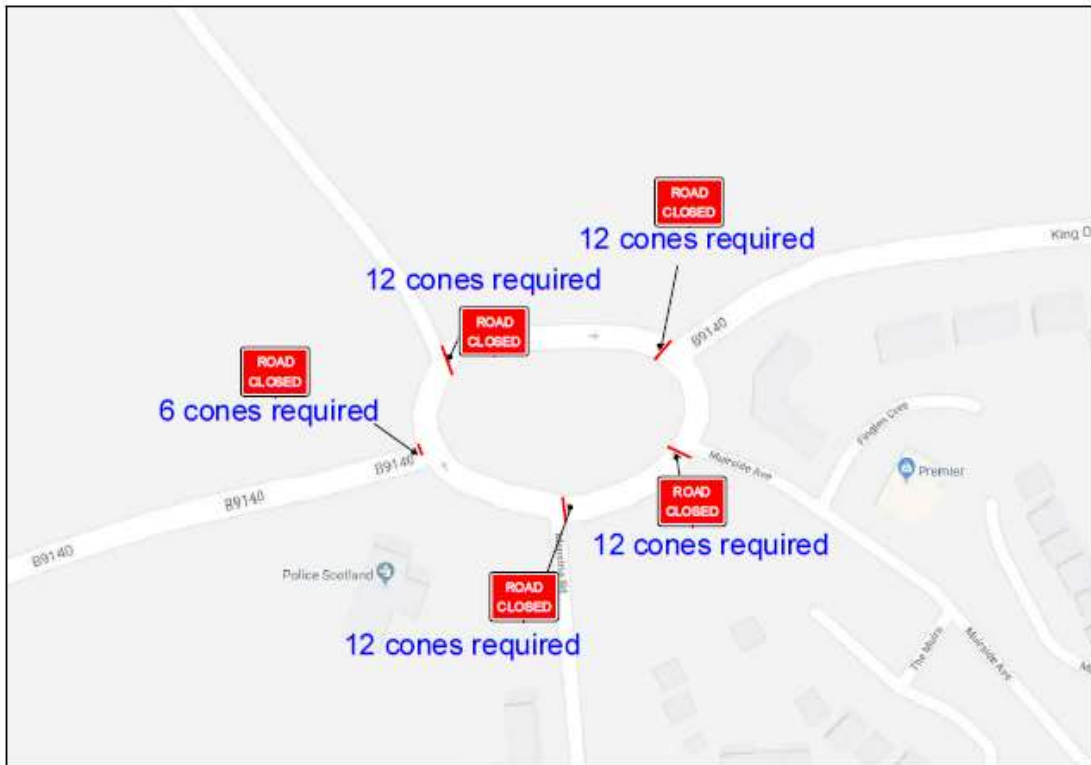 ROAD
CLOSED
12 cones required
King D
12 cones required
ROAD
CLOSED
B9140
ROAD
CLOSED
6 cones required
B9140
B9140
B9140
Muirside Ave
Fingles Cres
Premier
ROAD
CLOSED
12 cones required
Police Scotland
ROAD
CLOSED
12 cones required
The Muirs
Muirside Ave